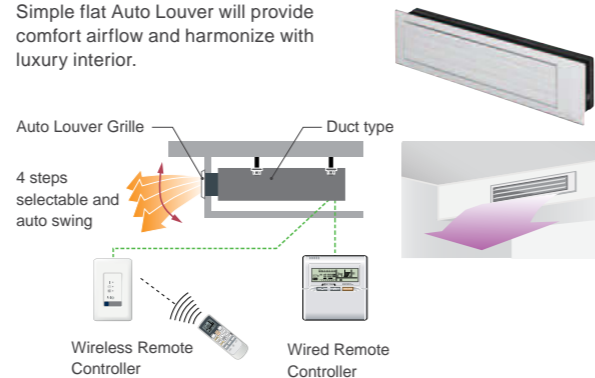 Simple flat Auto Louver will provide
comfort airflow and harmonize with
luxury interior.
Auto Louver Grille
Duct type
4 steps
selectable and
auto swing
Wireless Remote
Controller
Wired Remote
Controller